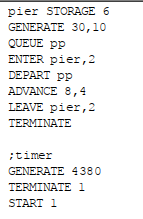 pier STORAGE 6
GENERATE 30,10
QUEUE pp
ENTER pier,2
DEPART pp
ADVANCE 8,4
LEAVE pier,2
TERMINATE
;timer
GENERATE 4380
TERMINATE 1
START 1